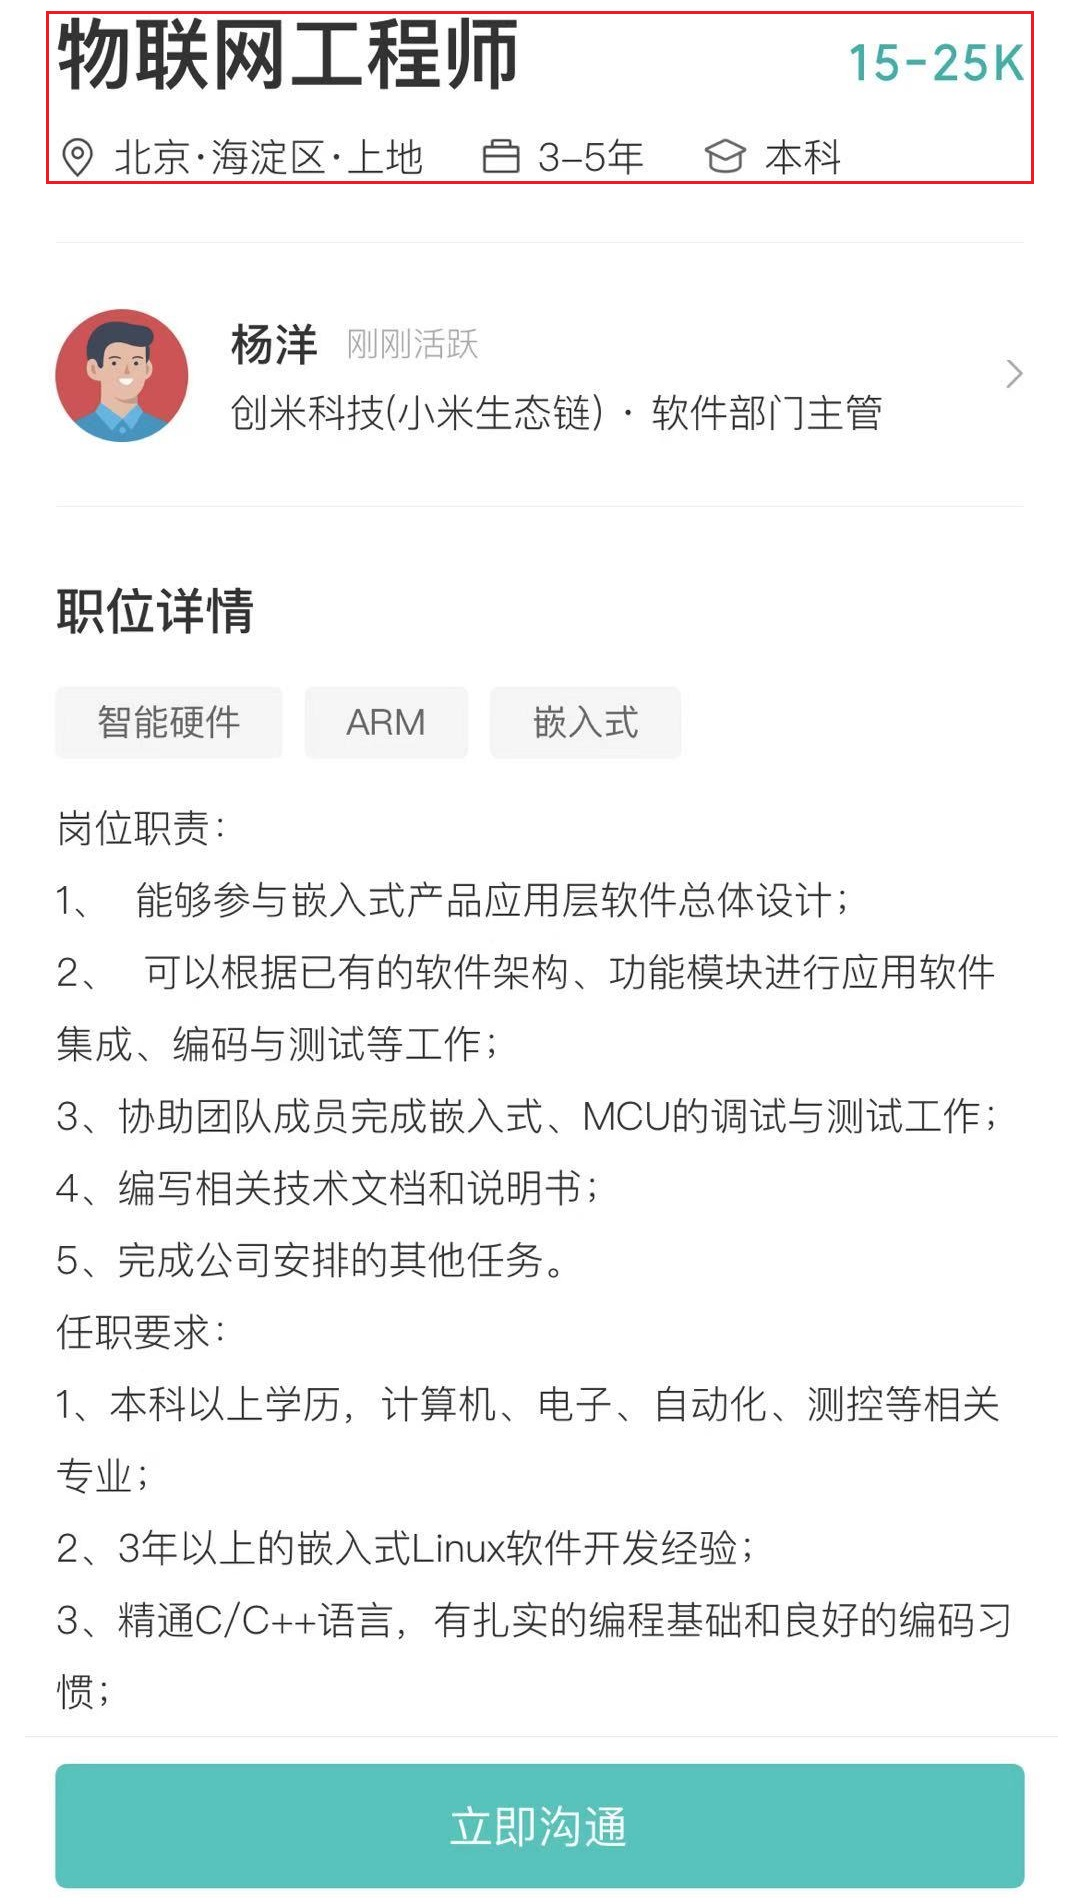 物联网工程师 15-25K
北京·海淀区·上地 3-5年 本科
杨洋 刚刚活跃
创米科技(小米生态链)·软件部门主管
职位详情
智能硬件 ARM 嵌入式
岗位职责:
1、 能够参与嵌入式产品应用层软件总体设计;
2、 可以根据已有的软件架构、功能模块进行应用软件
集成、编码与测试等工作;
3、协助团队成员完成嵌入式、MCU的调试与测试工作;
4、编写相关技术文档和说明书;
5、完成公司安排的其他任务。
任职要求:
1、本科以上学历，计算机、电子、自动化、测控等相关
专业;
2、3年以上的嵌入式Linux软件开发经验;
3、精通C/C++语言，有扎实的编程基础和良好的编码习
惯;
立即沟通